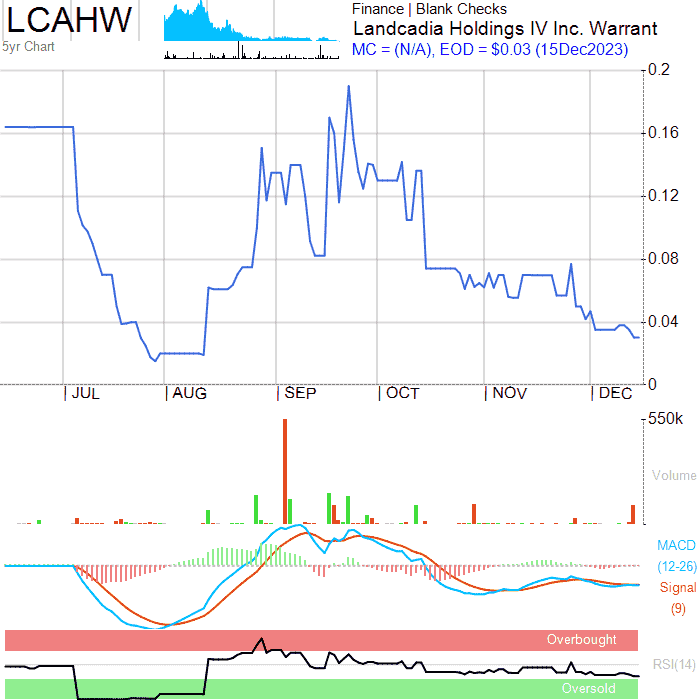 LCAHW
5yr Chart
Finance | Blank Checks
Landcadia Holdings IV Inc. Warrant
MC = (N/A), EOD = $0.03 (15Dec2023)
0.2
0.16
0.12
0.08
0.04
0
| JUL | AUG | SEP | OCT | NOV | DEC
550k
Volume
MACD
(12-26)
Signal
(9)
Overbought
RSI(14)
Oversold